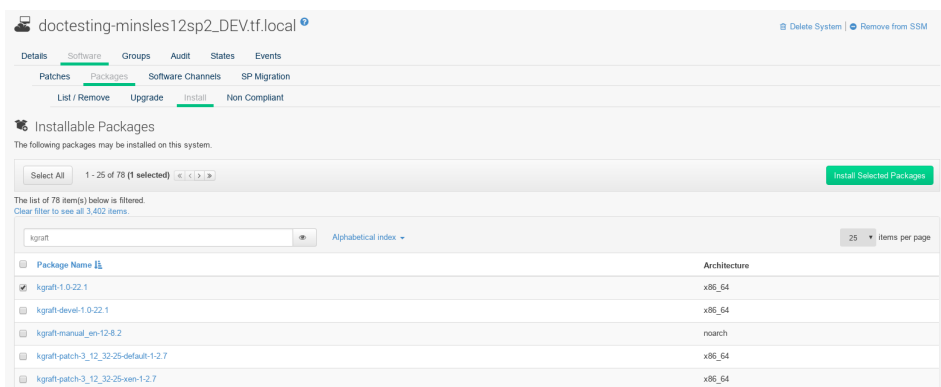 doctesting-minsles12sp2_DEV.tf.local ?
Delete System | Remove from SSM
Details Software Groups Audit States Events
Patches Packages Software Channels SP Migration
List / Remove Upgrade Install Non Compliant
Installable Packages
The following packages may be installed on this system.
Select All 1 - 25 of 78 (1 selected) Install Selected Packages
The list of 78 item(s) below is filtered.
Clear filter to see all 3,402 items.
kgraft Alphabetical index 25 items per page
Package Name Architecture
kgraft-1.0-22.1 x86_64
kgraft-devel-1.0-22.1 x86_64
kgraft-manual_en-12-8.2 noarch
kgraft-patch-3_12_32-25-default-1-2.7 x86_64
kgraft-patch-3_12_32-25-xen-1-2.7 x86_64